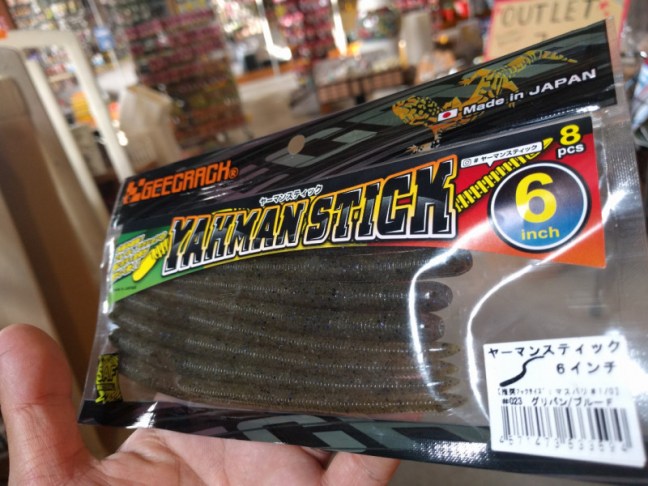 OUTLET
Made in JAPAN
GEECRACK®
ヤーマンスティック
YAHMAN STICK
# ヤーマンスティック
8
pcs
6
inch
ヤーマンスティック
6インチ
#023 グリパン/ブルーF